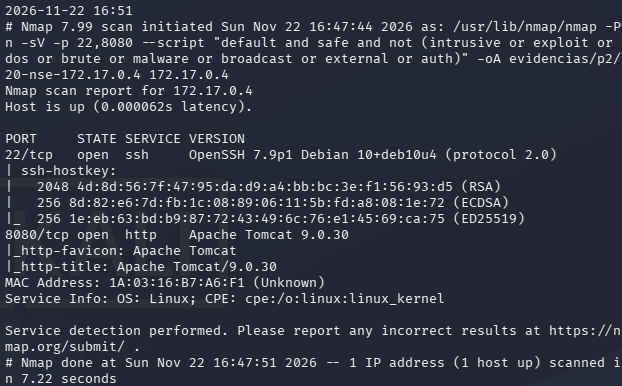 2026-11-22 16:51
# Nmap 7.99 scan initiated Sun Nov 22 16:47:44 2026 as: /usr/lib/nmap/nmap -P
n -sV -p 22,8080 --script "default and safe and not (intrusive or exploit or
dos or brute or malware or broadcast or external or auth)" -oA evidencias/p2/
20-nse-172.17.0.4 172.17.0.4
Nmap scan report for 172.17.0.4
Host is up (0.000062s latency).

PORT     STATE SERVICE VERSION
22/tcp   open  ssh     OpenSSH 7.9p1 Debian 10+deb10u4 (protocol 2.0)
| ssh-hostkey:
|   2048 4d:8d:56:7f:47:95:da:d9:a4:bb:bc:3e:f1:56:93:d5 (RSA)
|   256 8d:82:e6:7d:fb:1c:08:89:06:11:5b:fd:a8:08:1e:72 (ECDSA)
|_  256 1e:eb:63:bd:b9:87:72:43:49:6c:76:e1:45:69:ca:75 (ED25519)
8080/tcp open  http    Apache Tomcat 9.0.30
|_http-favicon: Apache Tomcat
|_http-title: Apache Tomcat/9.0.30
MAC Address: 1A:03:16:B7:A6:F1 (Unknown)
Service Info: OS: Linux; CPE: cpe:/o:linux:linux_kernel

Service detection performed. Please report any incorrect results at https://n
map.org/submit/ .
# Nmap done at Sun Nov 22 16:47:51 2026 -- 1 IP address (1 host up) scanned i
n 7.22 seconds